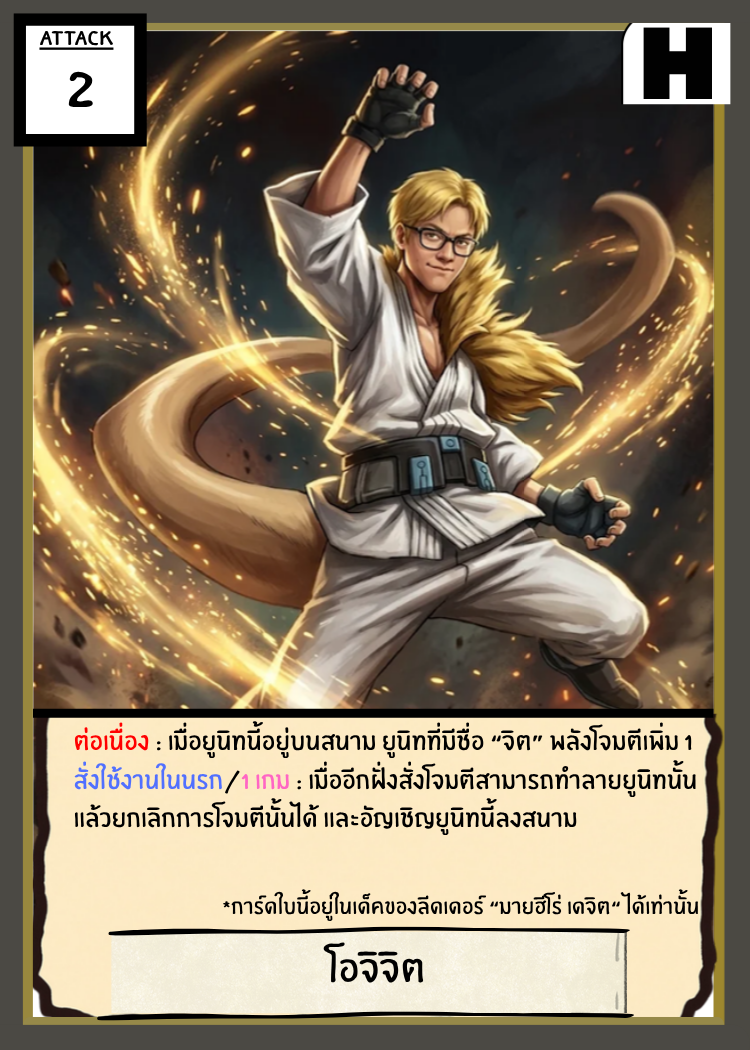 ATTACK
2
H
ต่อเนื่อง : เมื่อยูนิทนี้อยู่บนสนาม ยูนิทที่มีชื่อ “จิต” พลังโจมตีเพิ่ม 1
สั่งใช้งานในนรก/1 เกม : เมื่ออีกฝั่งสั่งโจมตีสามารถทำลายยูนิทนั้น
แล้วยกเลิกการโจมตีนั้นได้ และอัญเชิญยูนิทนี้ลงสนาม
*การ์ดใบนี้อยู่ในเด็คของลีดเดอร์ “มายฮีโร่ เดจิต“ ได้เท่านั้น
โอจิจิต